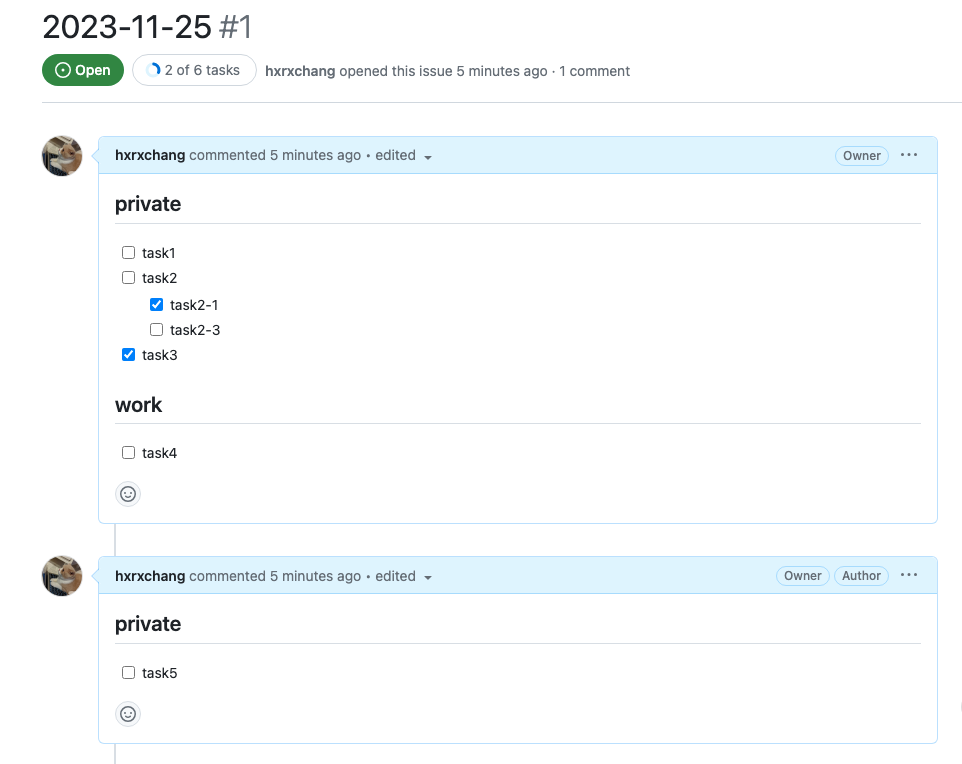 2023-11-25 #1
Open 2 of 6 tasks hxrxchang opened this issue 5 minutes ago · 1 comment
hxrxchang commented 5 minutes ago • edited Owner ...
private
task1
task2
task2-1
task2-3
task3
work
task4
hxrxchang commented 5 minutes ago • edited Owner Author ...
private
task5